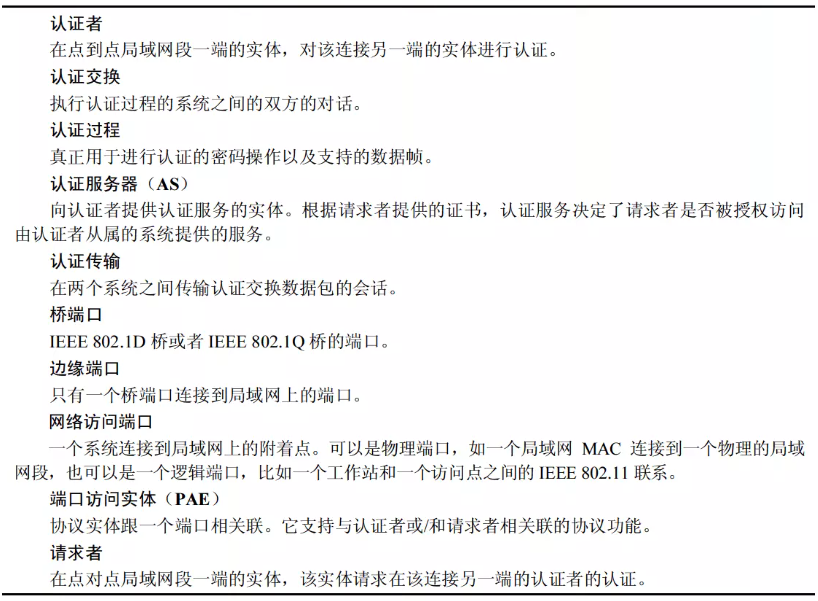 认证者
在点到点局域网段一端的实体，对该连接另一端的实体进行认证。
认证交换
执行认证过程的系统之间的双方的对话。
认证过程
真正用于进行认证的密码操作以及支持的数据帧。
认证服务器（AS）
向认证者提供认证服务的实体。根据请求者提供的证书，认证服务决定了请求者是否被授权访问
由认证者从属的系统提供的服务。
认证传输
在两个系统之间传输认证交换数据包的会话。
桥端口
IEEE 802.1D 桥或者 IEEE 802.1Q 桥的端口。
边缘端口
只有一个桥端口连接到局域网上的端口。
网络访问端口
一个系统连接到局域网上的附着点。可以是物理端口，如一个局域网 MAC 连接到一个物理的局域
网段，也可以是一个逻辑端口，比如一个工作站和一个访问点之间的 IEEE 802.11 联系。
端口访问实体（PAE）
协议实体跟一个端口相关联。它支持与认证者或/和请求者相关联的协议功能。
请求者
在点对点局域网段一端的实体，该实体请求在该连接另一端的认证者的认证。